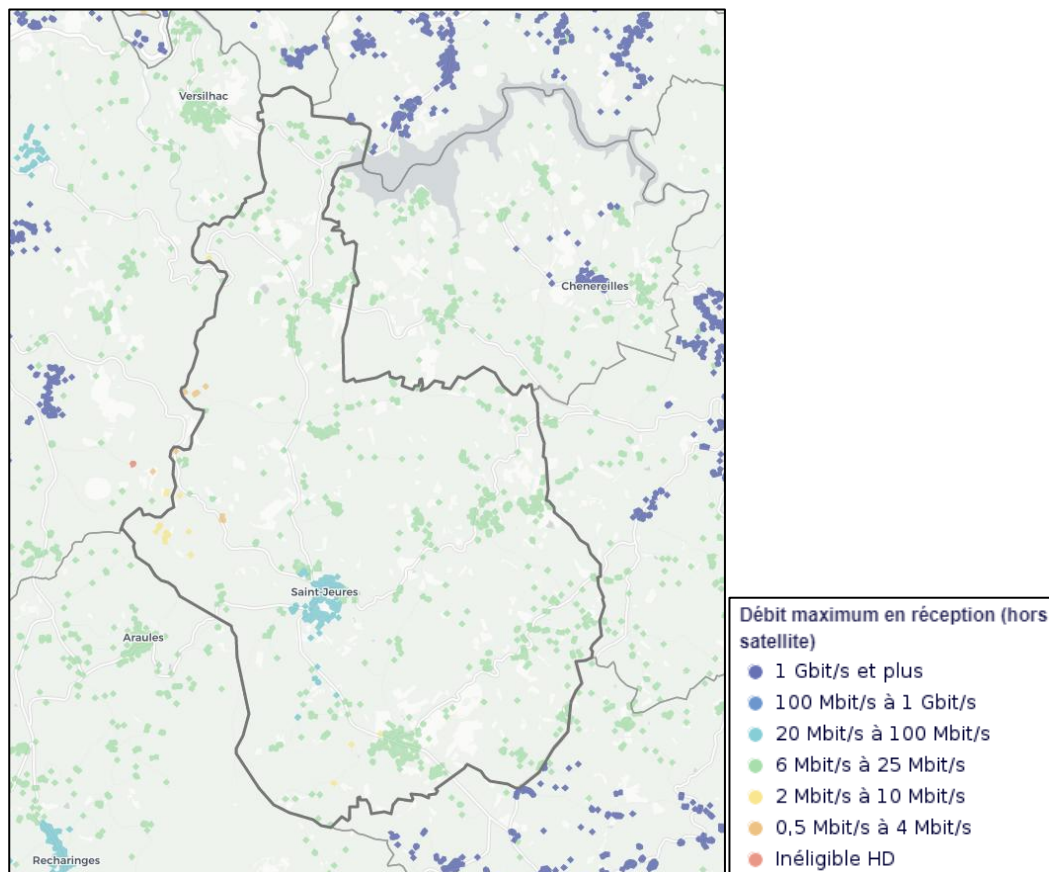 Versilhac
Chenereilles
Saint-Jeures
Araules
Recharinges
Débit maximum en réception (hors
satellite)
1 Gbit/s et plus
100 Mbit/s à 1 Gbit/s
20 Mbit/s à 100 Mbit/s
6 Mbit/s à 25 Mbit/s
2 Mbit/s à 10 Mbit/s
0,5 Mbit/s à 4 Mbit/s
Inéligible HD